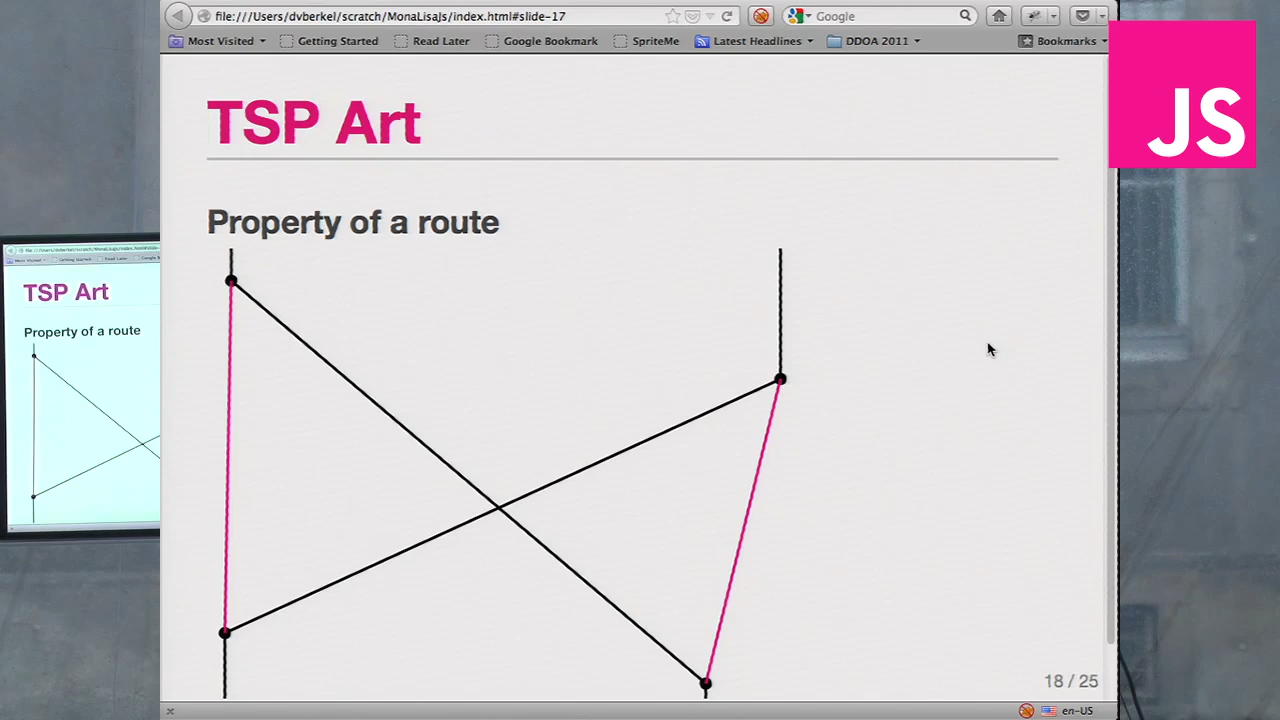 file:///Users/dvberkel/scratch/MonaLisaJs/index.html#slide-17
Google
Most Visited
Getting Started
Read Later
Google Bookmark
SpriteMe
Latest Headlines
DDOA 2011
Bookmarks
JS
TSP Art
Property of a route
18 / 25
en-US
TSP Art
Property of a route